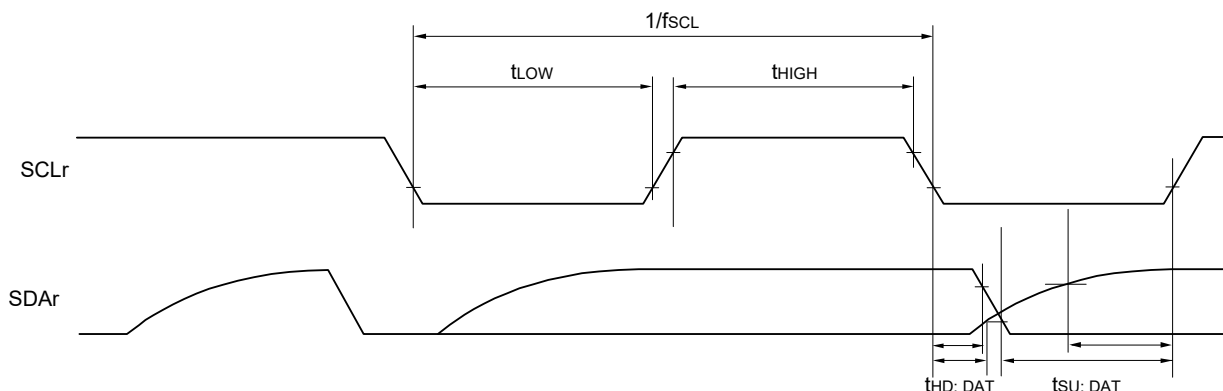 1/fSCL
tLOW
tHIGH
SCLr
SDAr
tHD: DAT
tSU: DAT